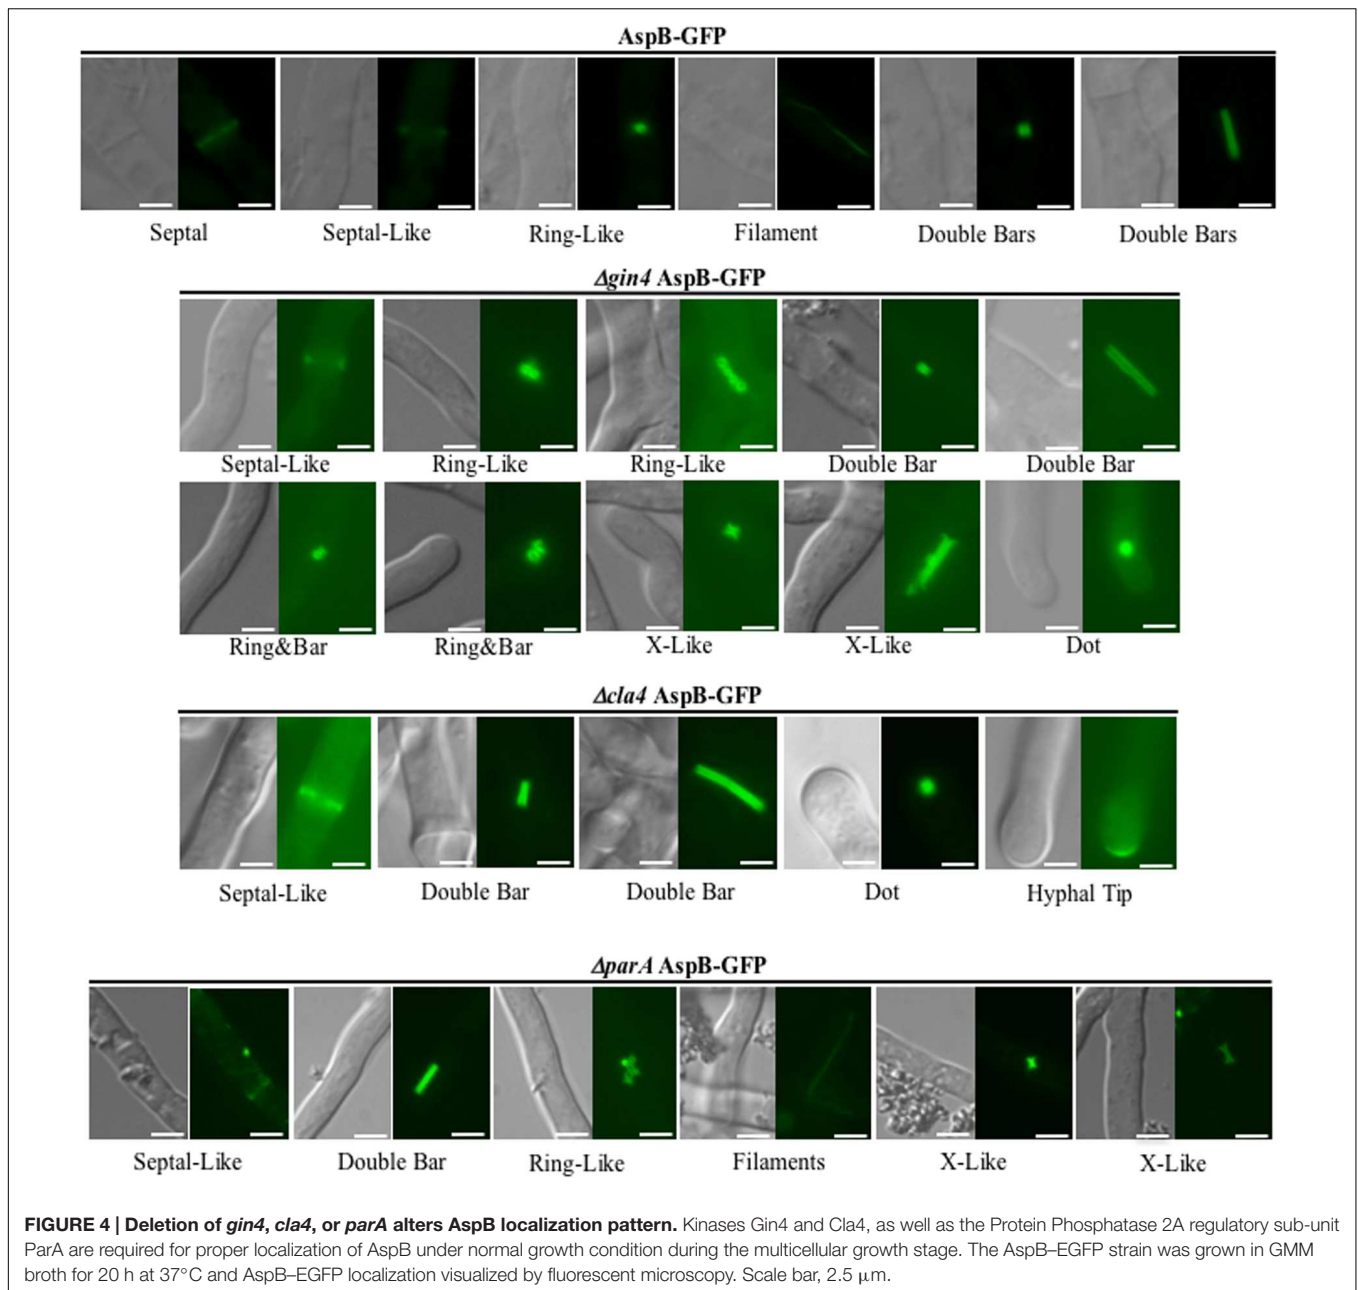 AspB-GFP
Septal Septal-Like Ring-Like Filament Double Bars Double Bars
Δgin4 AspB-GFP
Septal-Like Ring-Like Ring-Like Double Bar Double Bar
Ring&Bar Ring&Bar X-Like X-Like Dot
Δcla4 AspB-GFP
Septal-Like Double Bar Double Bar Dot Hyphal Tip
ΔparA AspB-GFP
Septal-Like Double Bar Ring-Like Filaments X-Like X-Like
FIGURE 4 | Deletion of gin4, cla4, or parA alters AspB localization pattern. Kinases Gin4 and Cla4, as well as the Protein Phosphatase 2A regulatory sub-unit
ParA are required for proper localization of AspB under normal growth condition during the multicellular growth stage. The AspB–EGFP strain was grown in GMM
broth for 20 h at 37°C and AspB–EGFP localization visualized by fluorescent microscopy. Scale bar, 2.5 μm.